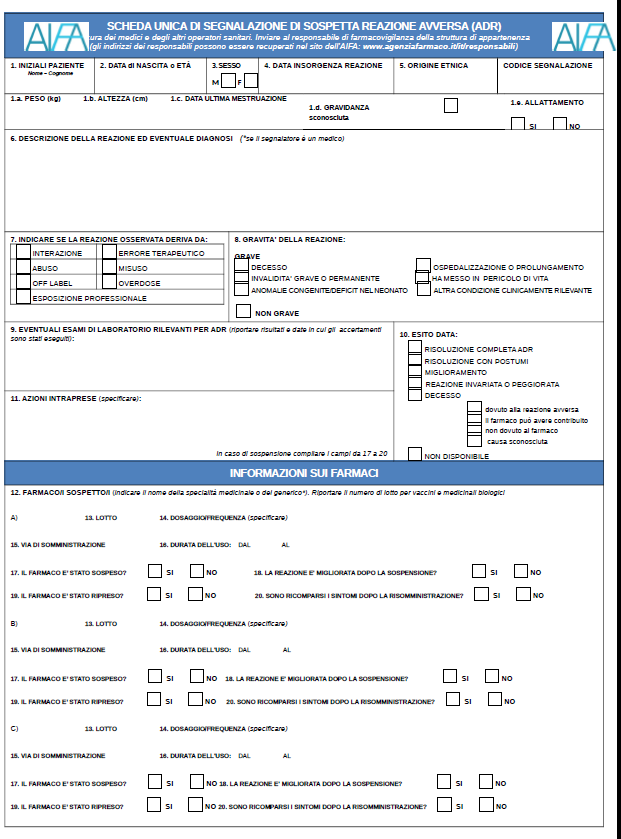 AIFA
SCHEDA UNICA DI SEGNALAZIONE DI SOSPETTA REAZIONE AVVERSA (ADR)
AIFA
cura dei medici e degli altri operatori sanitari. Inviare al responsabile di farmacovigilanza della struttura di appartenenza
(gli indirizzi dei responsabili possono essere recuperati nel sito dell'AIFA: www.agenziafarmaco.it/it/responsabili)
1. INIZIALI PAZIENTE 2. DATA di NASCITA o ETÀ 3. SESSO 4. DATA INSORGENZA REAZIONE 5. ORIGINE ETNICA CODICE SEGNALAZIONE
Nome – Cognome
M F
1.a. PESO (kg) 1.b. ALTEZZA (cm) 1.c. DATA ULTIMA MESTRUAZIONE
1.d. GRAVIDANZA 1.e. ALLATTAMENTO
sconosciuta
SI NO
6. DESCRIZIONE DELLA REAZIONE ED EVENTUALE DIAGNOSI (*se il segnalatore è un medico)
7. INDICARE SE LA REAZIONE OSSERVATA DERIVA DA: 8. GRAVITA' DELLA REAZIONE:
INTERAZIONE ERRORE TERAPEUTICO GRAVE
ABUSO MISUSO DECESSO OSPEDALIZZAZIONE O PROLUNGAMENTO
OFF LABEL OVERDOSE INVALIDITA' GRAVE O PERMANENTE HA MESSO IN PERICOLO DI VITA
ESPOSIZIONE PROFESSIONALE ANOMALIE CONGENITE/DEFICIT NEL NEONATO ALTRA CONDIZIONE CLINICAMENTE RILEVANTE
NON GRAVE
9. EVENTUALI ESAMI DI LABORATORIO RILEVANTI PER ADR (riportare risultati e date in cui gli accertamenti
sono stati eseguiti):
10. ESITO DATA:
RISOLUZIONE COMPLETA ADR
RISOLUZIONE CON POSTUMI
MIGLIORAMENTO
REAZIONE INVARIATA O PEGGIORATA
DECESSO
dovuto alla reazione avversa
il farmaco può avere contribuito
non dovuto al farmaco
causa sconosciuta
NON DISPONIBILE
11. AZIONI INTRAPRESE (specificare):
In caso di sospensione compilare i campi da 17 a 20
INFORMAZIONI SUI FARMACI
12. FARMACO/I SOSPETTO/I (indicare il nome della specialità medicinale o del generico*). Riportare il numero di lotto per vaccini e medicinali biologici
A) 13. LOTTO 14. DOSAGGIO/FREQUENZA (specificare)
15. VIA DI SOMMINISTRAZIONE 16. DURATA DELL'USO: DAL AL
17. IL FARMACO E' STATO SOSPESO? SI NO 18. LA REAZIONE E' MIGLIORATA DOPO LA SOSPENSIONE? SI NO
19. IL FARMACO E' STATO RIPRESO? SI NO 20. SONO RICOMPARSI I SINTOMI DOPO LA RISOMMINISTRAZIONE? SI NO
B) 13. LOTTO 14. DOSAGGIO/FREQUENZA (specificare)
15. VIA DI SOMMINISTRAZIONE 16. DURATA DELL'USO: DAL AL
17. IL FARMACO E' STATO SOSPESO? SI NO 18. LA REAZIONE E' MIGLIORATA DOPO LA SOSPENSIONE? SI NO
19. IL FARMACO E' STATO RIPRESO? SI NO 20. SONO RICOMPARSI I SINTOMI DOPO LA RISOMMINISTRAZIONE? SI NO
C) 13. LOTTO 14. DOSAGGIO/FREQUENZA (specificare)
15. VIA DI SOMMINISTRAZIONE 16. DURATA DELL'USO: DAL AL
17. IL FARMACO E' STATO SOSPESO? SI NO 18. LA REAZIONE E' MIGLIORATA DOPO LA SOSPENSIONE? SI NO
19. IL FARMACO E' STATO RIPRESO? SI NO 20. SONO RICOMPARSI I SINTOMI DOPO LA RISOMMINISTRAZIONE? SI NO